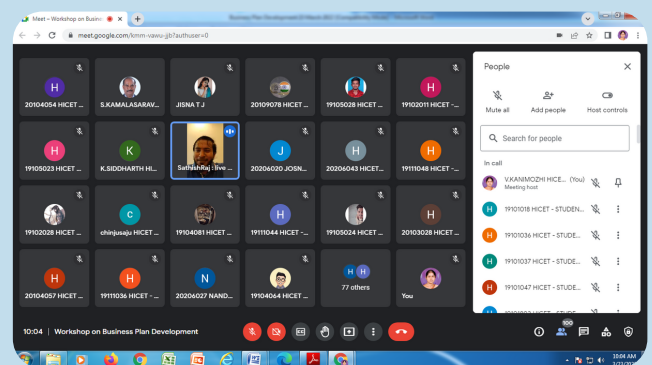 Meet – Workshop on Busine
meet.google.com/kmrn-vawu-jjb?authuser=0
H
20104054 HICET ...
S.KAMALASARAV...
JISNA T J
20109078 HICET ...
19105028 HICET ...
H
19102011 HICET -...
H
19105023 HICET ...
K
K.SIDDHARTH HI...
SathishRaj : live ...
J
20206020 JOSN...
H
20206043 HICET...
H
19111048 HICET -...
19102028 HICET ...
C
chinjusaju HICET ...
19104081 HICET ...
H
19111044 HICET -...
19105024 HICET ...
H
20103028 HICET ...
H
20104057 HICET ...
H
19111036 HICET - ...
N
20206027 NAND...
19104064 HICET ...
H H
77 others
You
People
Mute all
Add people
Host controls
Search for people
In call
V.KANIMOZHI HICE... (You)
Meeting host
H 19101018 HICET - STUDEN...
H 19101036 HICET - STUDE...
H 19101037 HICET - STUDE...
H 19101047 HICET - STUDE...
10:04 | Workshop on Business Plan Development
100
10:04 AM